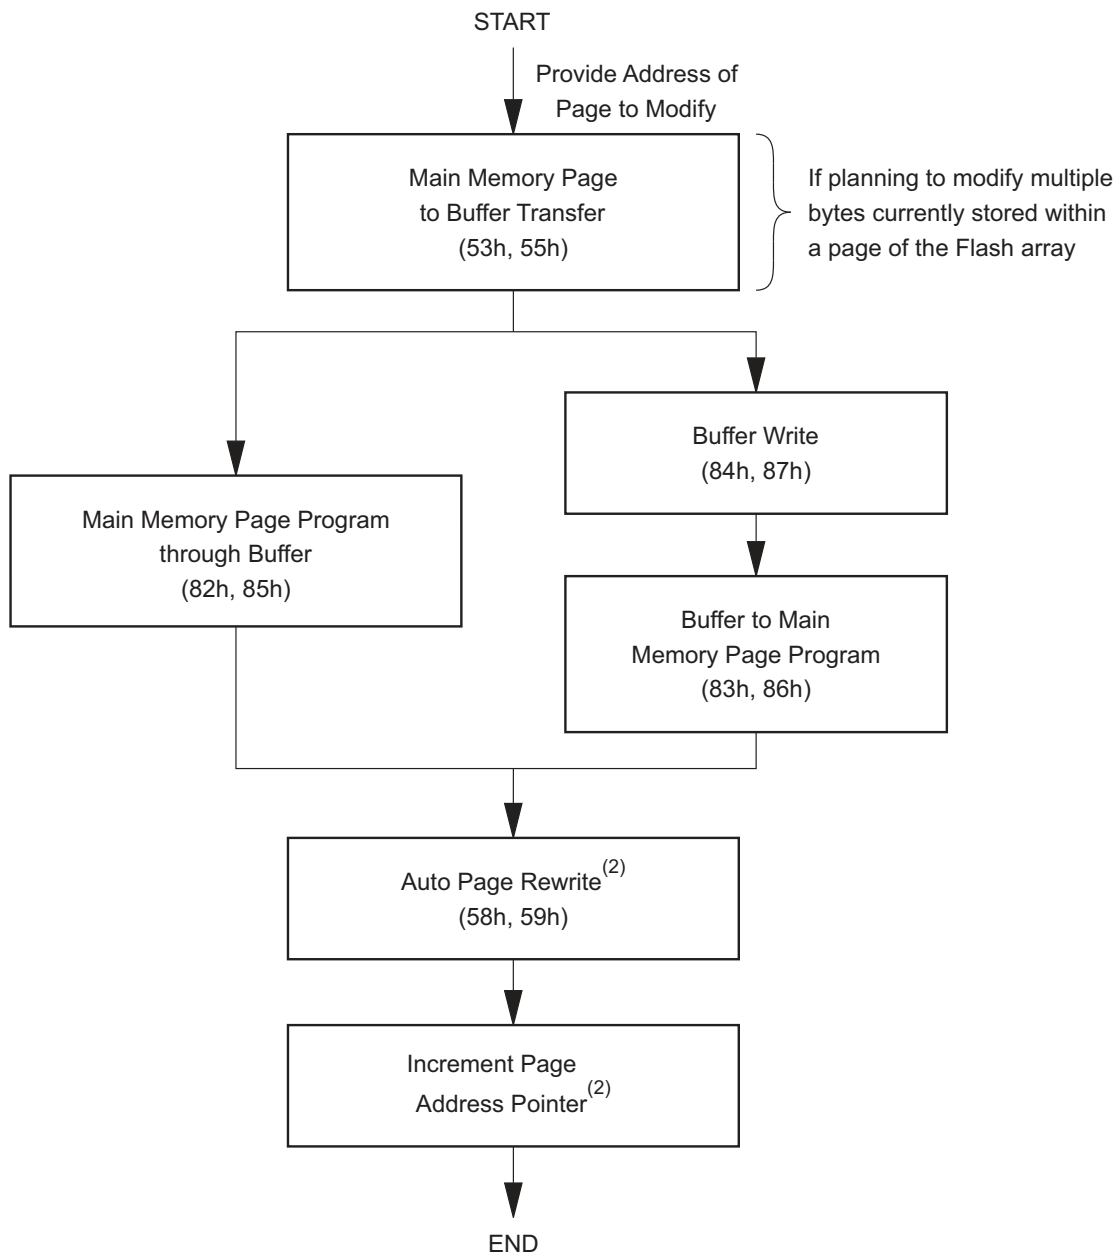 START
Provide Address of
Page to Modify
Main Memory Page
to Buffer Transfer
(53h, 55h)
If planning to modify multiple
bytes currently stored within
a page of the Flash array
Main Memory Page Program
through Buffer
(82h, 85h)
Buffer Write
(84h, 87h)
Buffer to Main
Memory Page Program
(83h, 86h)
Auto Page Rewrite(2)
(58h, 59h)
Increment Page
Address Pointer(2)
END